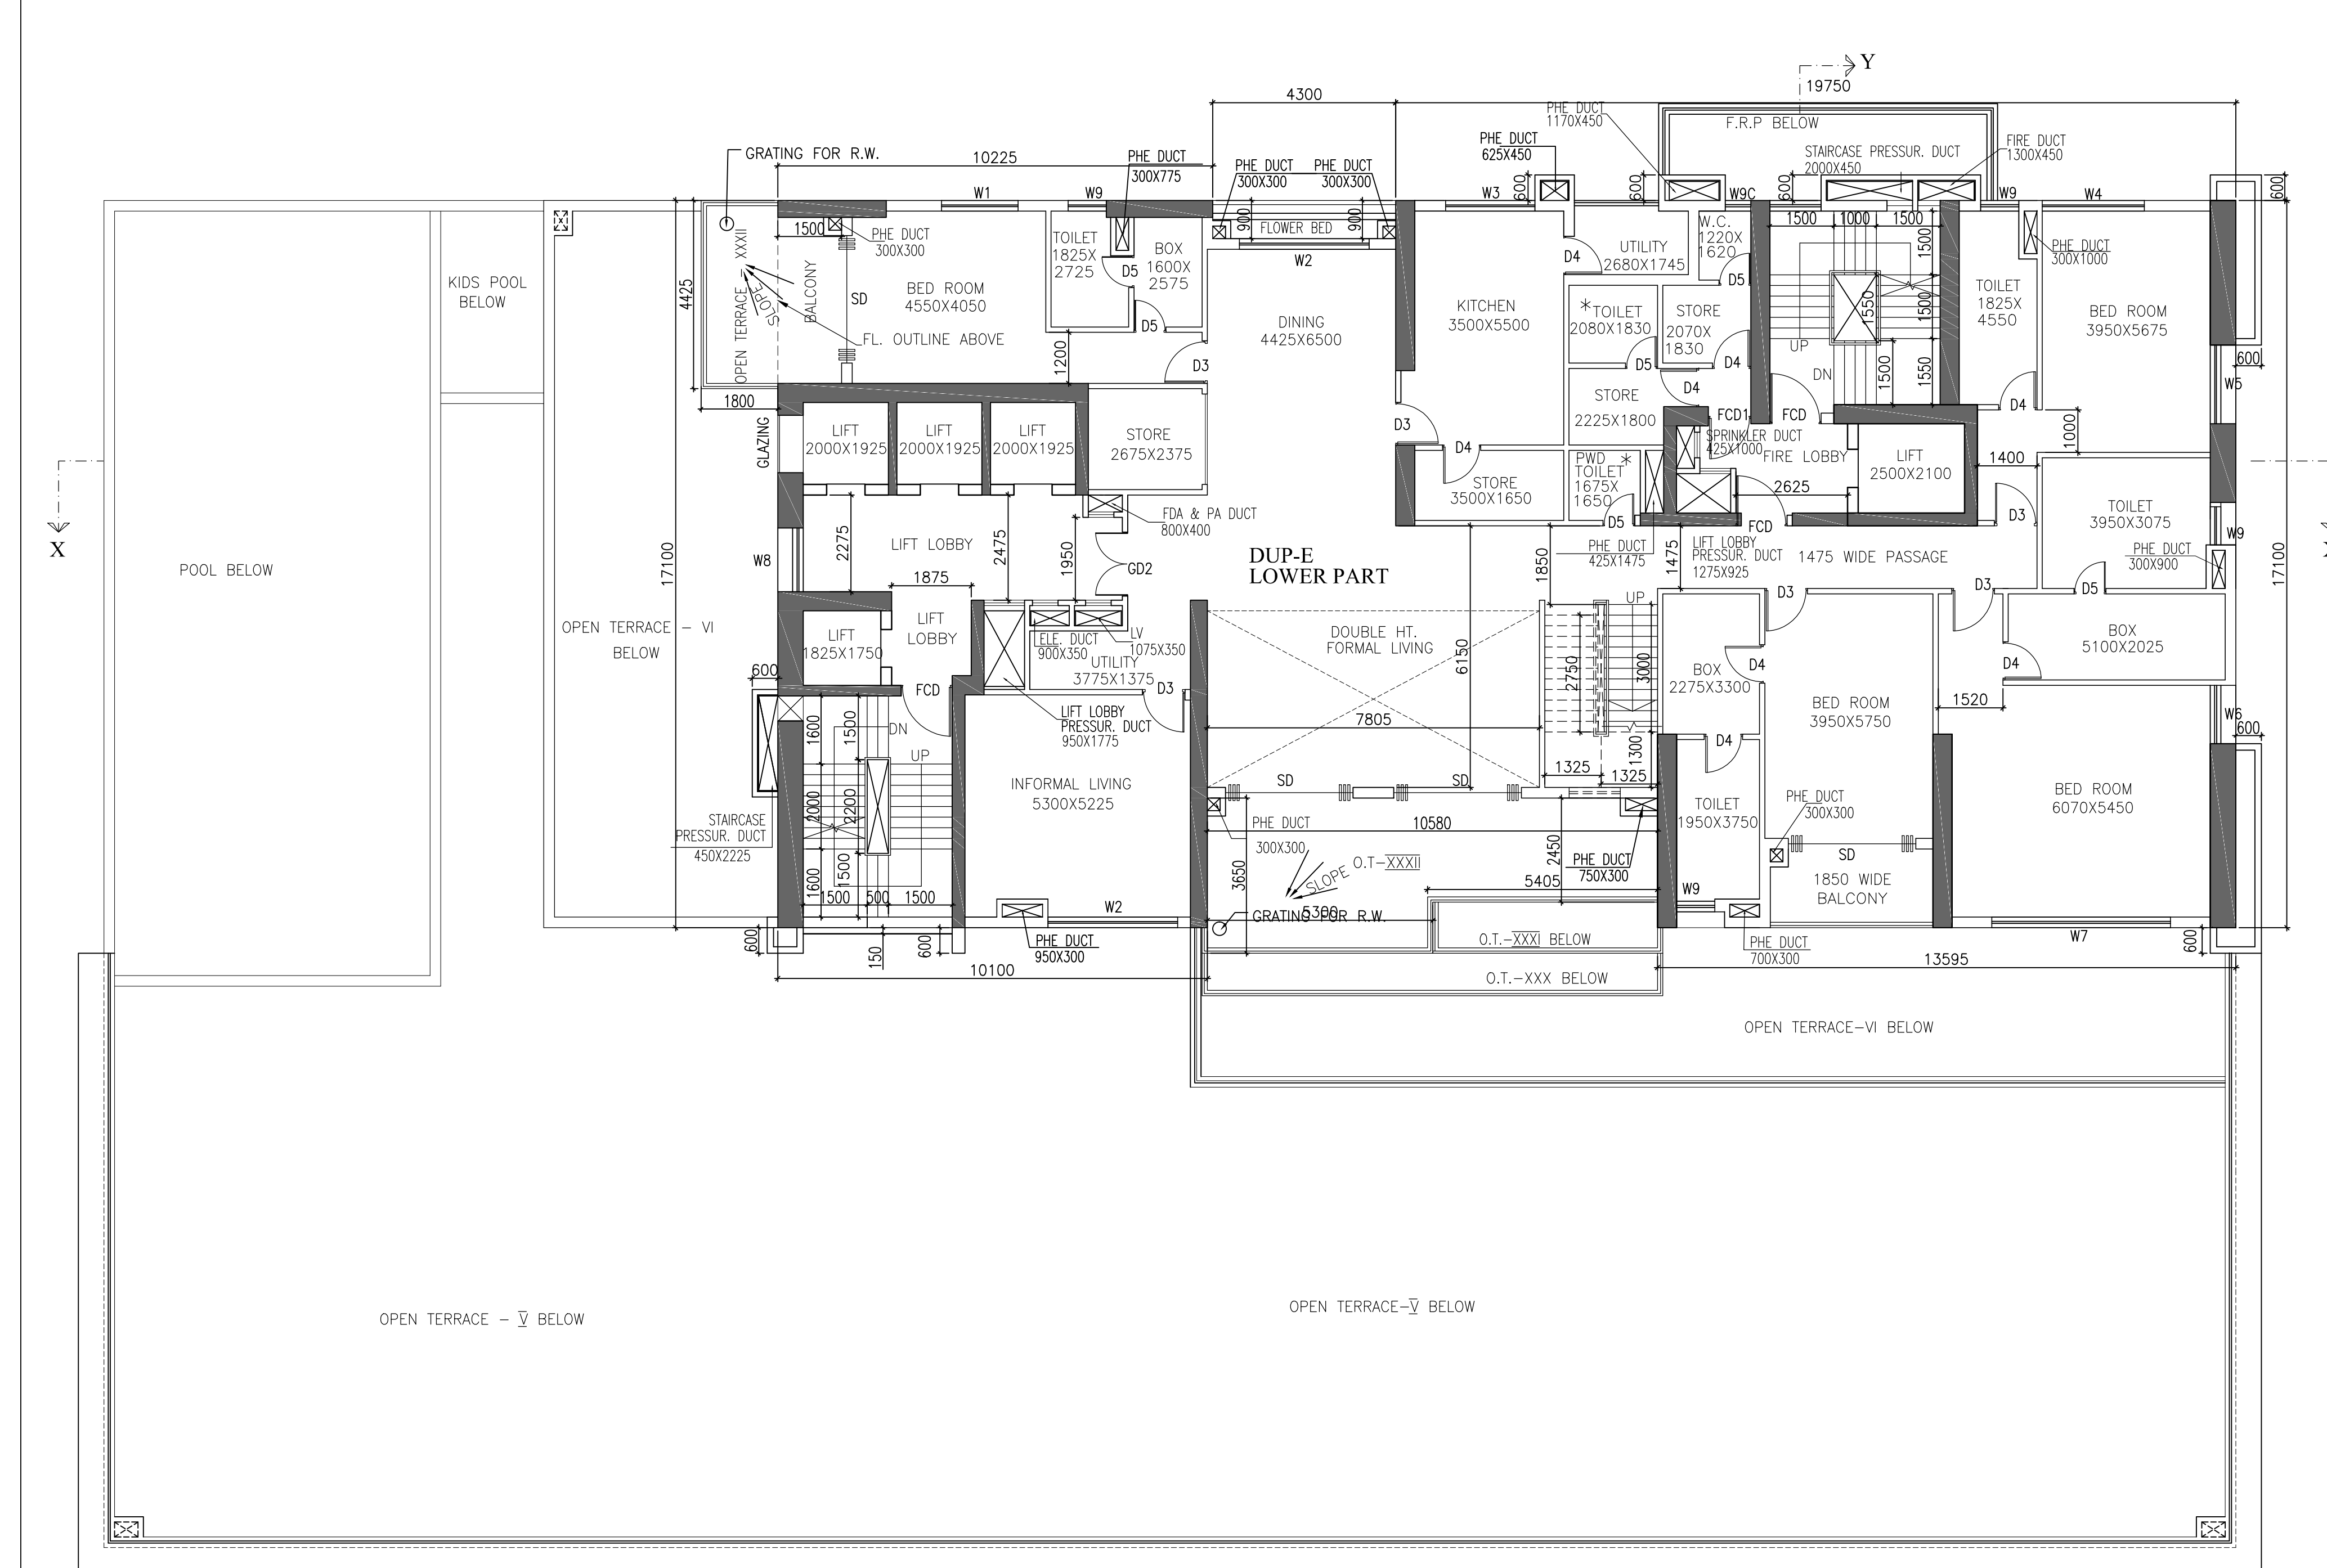 Y
19750
4300
PHE DUCT
1170X450
F.R.P BELOW
PHE DUCT
625X450
STAIRCASE PRESSUR. DUCT
2000X450
FIRE DUCT
1300X450
GRATING FOR R.W.
10225
PHE DUCT
300X775
PHE DUCT
300X300
PHE DUCT
300X300
W1
W9
W3
600
600
W9C
600
W9
W4
600
1500
PHE DUCT
300X300
TOILET
1825X
2725
BOX
1600X
2575
900
FLOWER BED
900
W2
D4
UTILITY
2680X1745
W.C.
1220X
1620
1500
1000
1500
1500
PHE DUCT
300X1000
KIDS POOL
BELOW
4425
OPEN TERRACE - XXXII
SLOPE
BALCONY
SD
BED ROOM
4550X4050
D5
D5
FL. OUTLINE ABOVE
1200
D3
DINING
4425X6500
KITCHEN
3500X5500
*TOILET
2080X1830
D5
STORE
2070X
1830
D5
D4
1550
1500
UP
DN
1500
1550
TOILET
1825X
4550
D4
BED ROOM
3950X5675
600
W5
1800
GLAZING
LIFT
2000X1925
LIFT
2000X1925
LIFT
2000X1925
STORE
2675X2375
D3
D4
STORE
2225X1800
D4
FCD1
FCD
SPRINKLER DUCT
425X1000
FIRE LOBBY
LIFT
2500X2100
1000
1400
X
STORE
3500X1650
PWD
TOILET *
1675X
1650
D5
2625
FCD
D3
TOILET
3950X3075
W9
PHE DUCT
300X900
FDA & PA DUCT
800X400
LIFT LOBBY
2275
2475
1950
1875
GD2
W8
17100
POOL BELOW
DUP-E
LOWER PART
1850
PHE DUCT
425X1475
1475
LIFT LOBBY
PRESSUR. DUCT
1275X925
1475 WIDE PASSAGE
17100
D3
D3
D5
OPEN TERRACE - VI
BELOW
LIFT
1825X1750
LIFT
LOBBY
ELE. DUCT
900X350
LV
1075X350
UTILITY
3775X1375
D3
DOUBLE HT.
FORMAL LIVING
6150
UP
2750
3000
BOX
2275X3300
D4
BOX
5100X2025
D4
600
FCD
LIFT LOBBY
PRESSUR. DUCT
950X1775
7805
BED ROOM
3950X5750
1520
W6
600
1600
1500
DN
UP
1300
D4
2000
2200
INFORMAL LIVING
5300X5225
SD
SD
1325
1325
TOILET
1950X3750
PHE DUCT
300X300
BED ROOM
6070X5450
STAIRCASE
PRESSUR. DUCT
450X2225
PHE DUCT
300X300
10580
2450
PHE DUCT
750X300
SD
1850 WIDE
BALCONY
1600
1500
1500
500
1500
3650
SLOPE
O.T-XXXII
5405
W9
W2
5300
GRATING FOR R.W.
600
150
600
PHE DUCT
950X300
O.T.-XXXI BELOW
PHE DUCT
700X300
W7
600
10100
13595
O.T.-XXX BELOW
OPEN TERRACE-VI BELOW
OPEN TERRACE-V BELOW
OPEN TERRACE - V BELOW